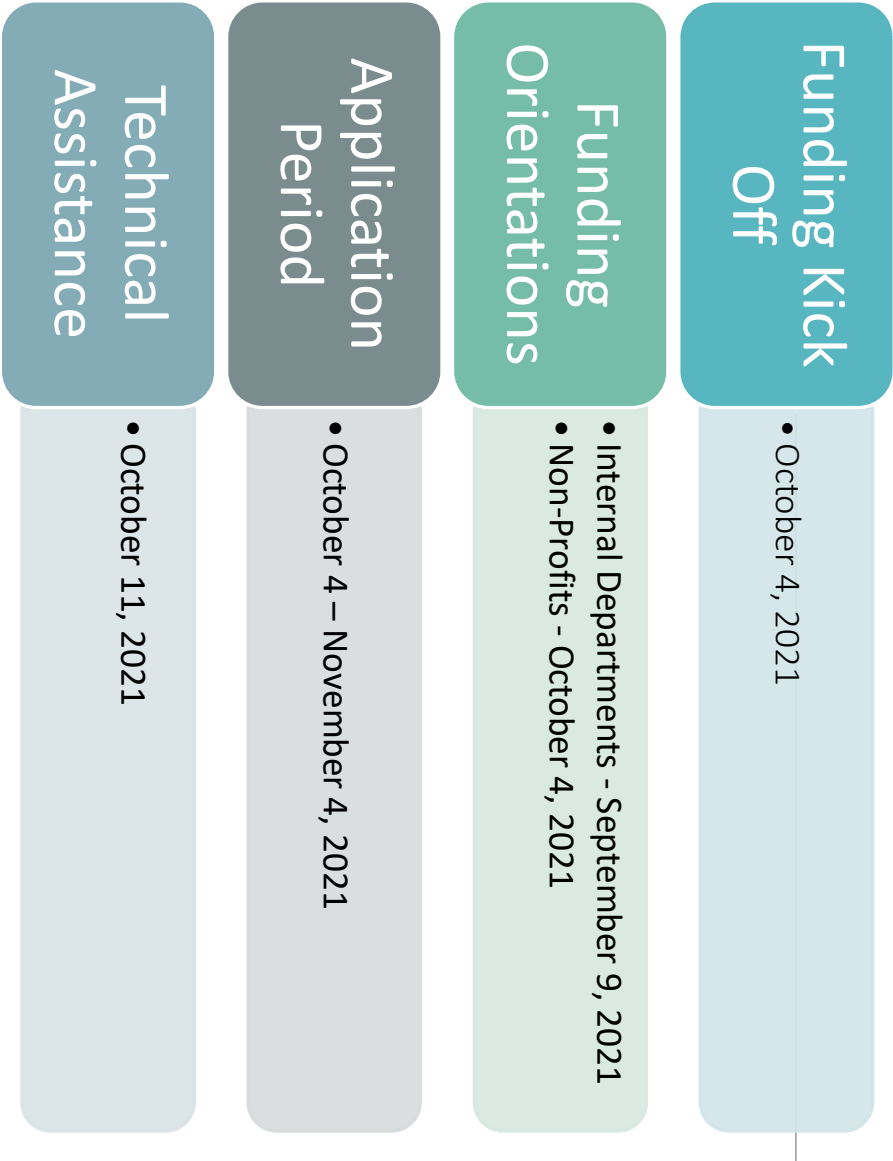 Funding Kick
Off
• October 4, 2021
Funding
Orientations
• Internal Departments - September 9, 2021
• Non-Profits - October 4, 2021
Application
Period
• October 4 – November 4, 2021
Technical
Assistance
• October 11, 2021